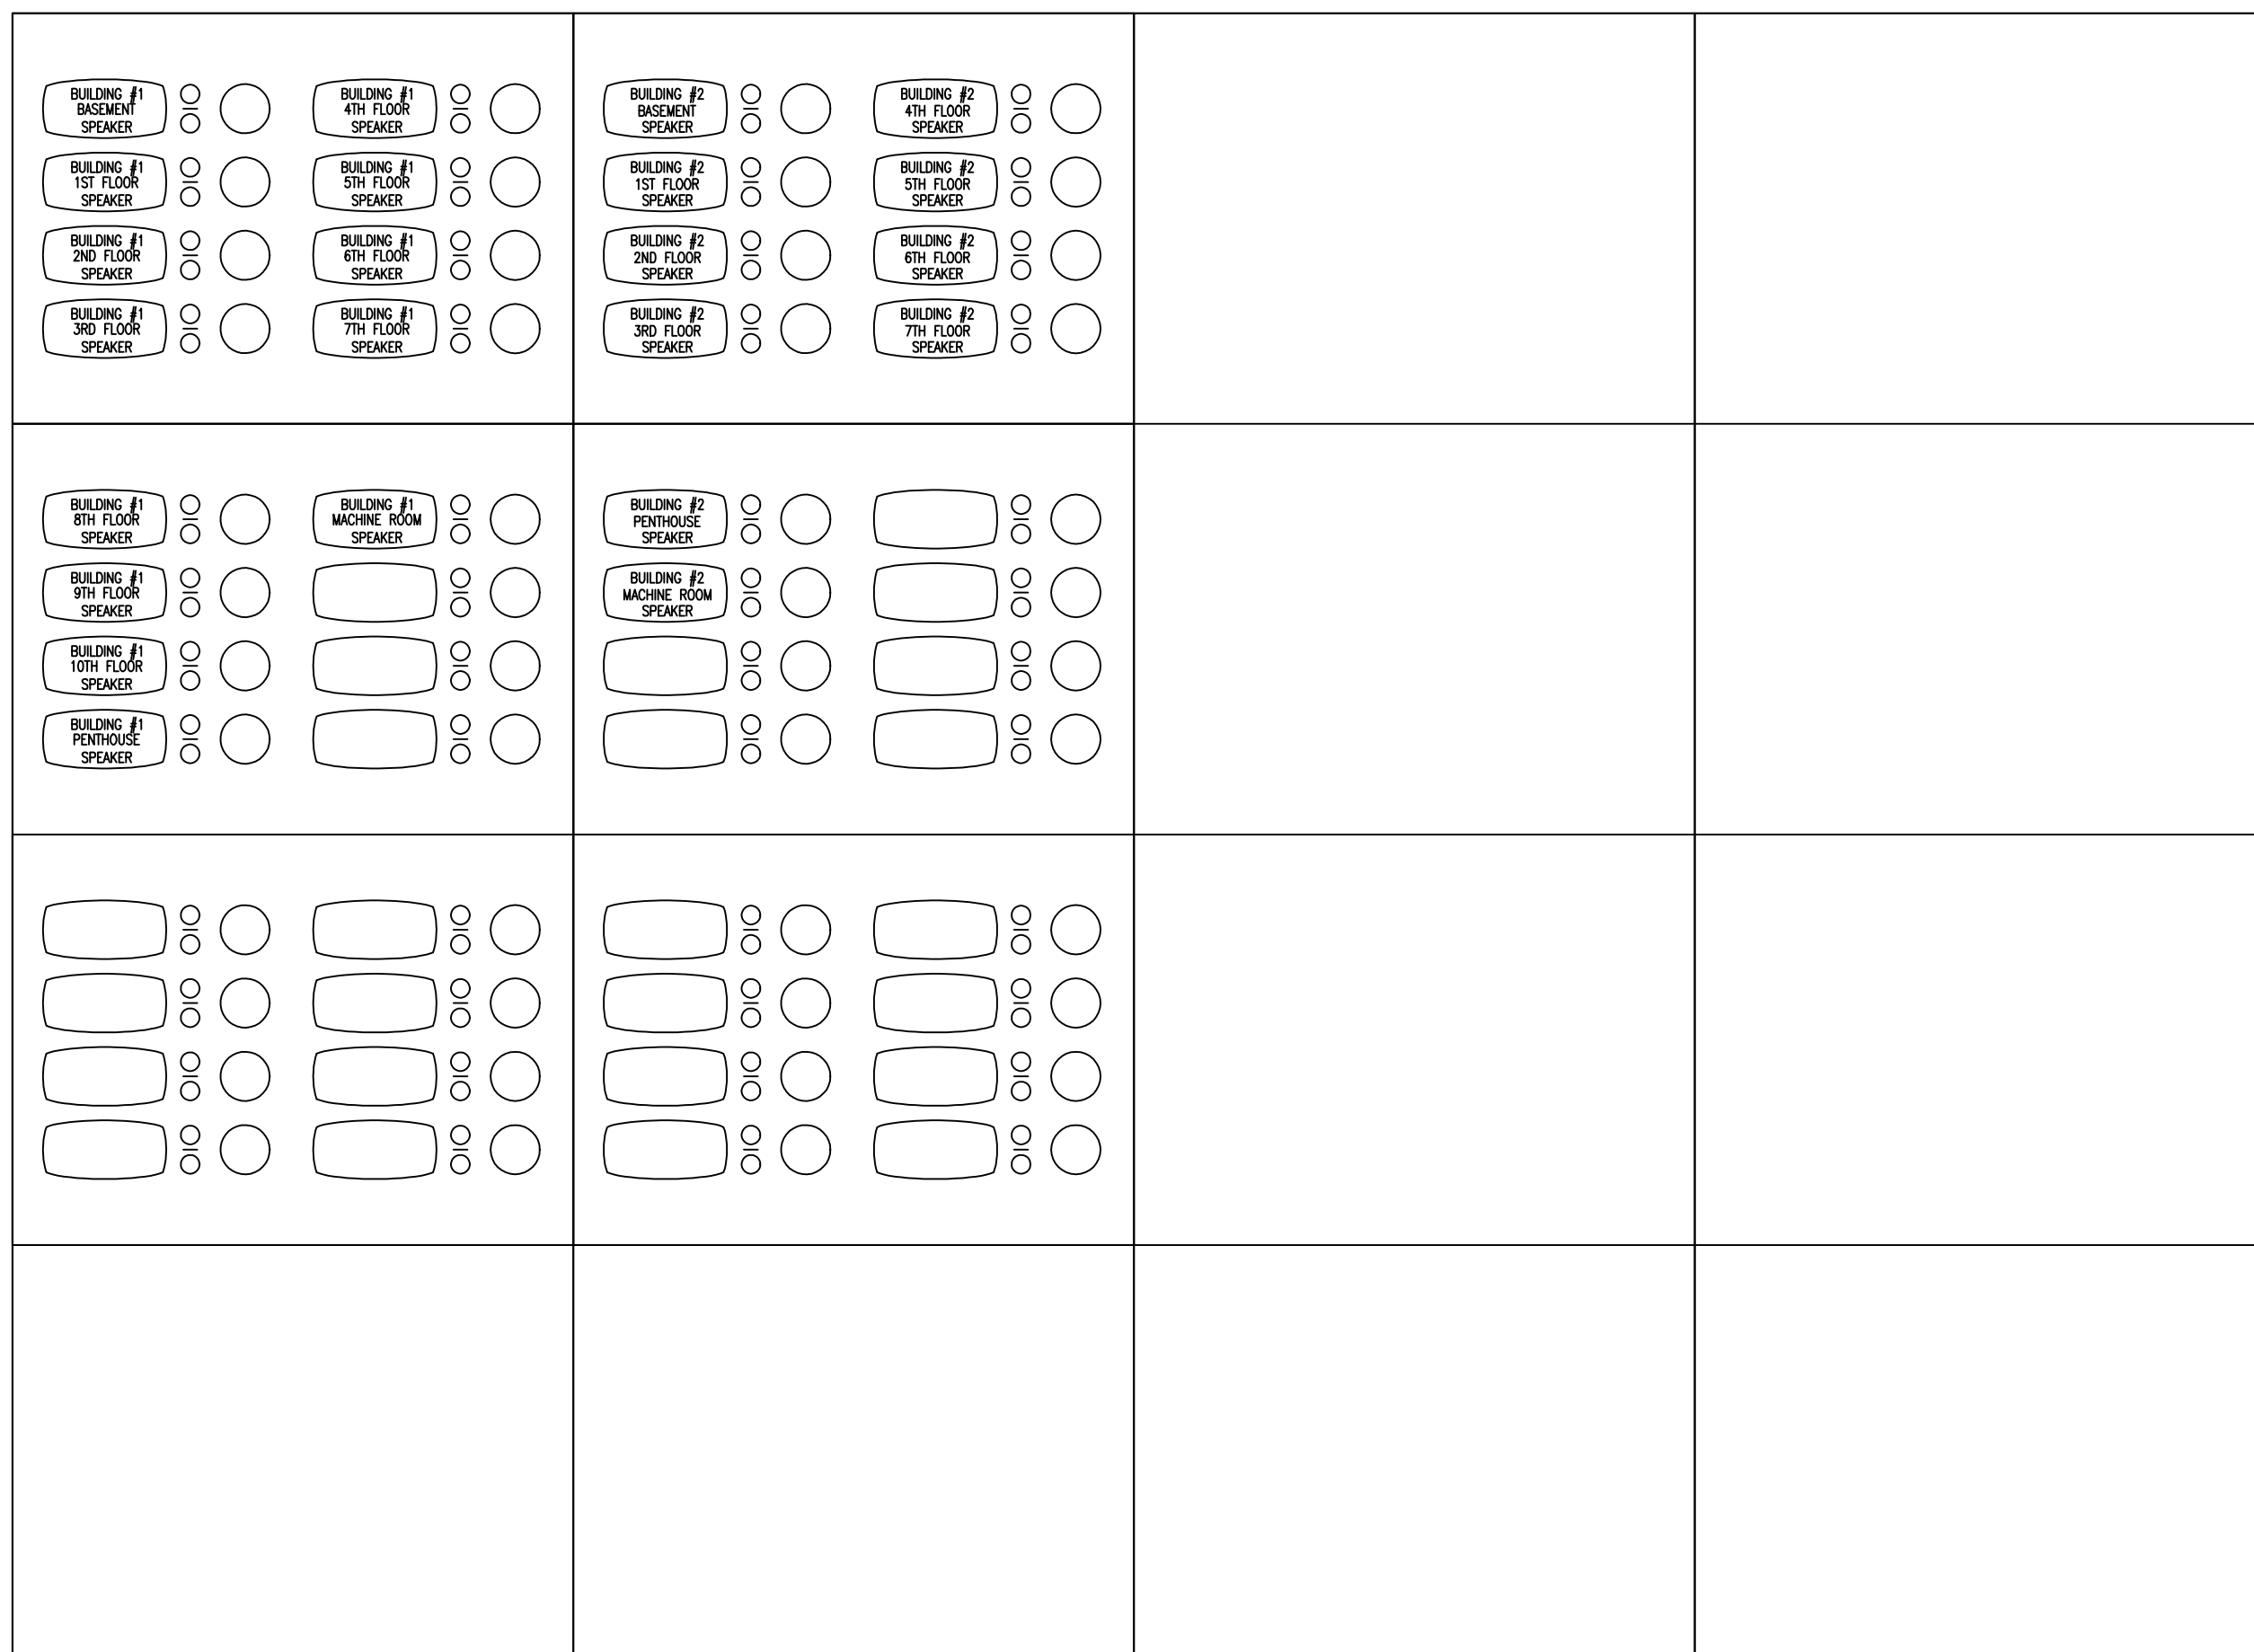 BUILDING #1
BASEMENT
SPEAKER
BUILDING #1
1ST FLOOR
SPEAKER
BUILDING #1
2ND FLOOR
SPEAKER
BUILDING #1
3RD FLOOR
SPEAKER
BUILDING #1
4TH FLOOR
SPEAKER
BUILDING #1
5TH FLOOR
SPEAKER
BUILDING #1
6TH FLOOR
SPEAKER
BUILDING #1
7TH FLOOR
SPEAKER
BUILDING #2
BASEMENT
SPEAKER
BUILDING #2
1ST FLOOR
SPEAKER
BUILDING #2
2ND FLOOR
SPEAKER
BUILDING #2
3RD FLOOR
SPEAKER
BUILDING #2
4TH FLOOR
SPEAKER
BUILDING #2
5TH FLOOR
SPEAKER
BUILDING #2
6TH FLOOR
SPEAKER
BUILDING #2
7TH FLOOR
SPEAKER
BUILDING #1
8TH FLOOR
SPEAKER
BUILDING #1
9TH FLOOR
SPEAKER
BUILDING #1
10TH FLOOR
SPEAKER
BUILDING #1
PENTHOUSE
SPEAKER
BUILDING #1
MACHINE ROOM
SPEAKER
BUILDING #2
PENTHOUSE
SPEAKER
BUILDING #2
MACHINE ROOM
SPEAKER